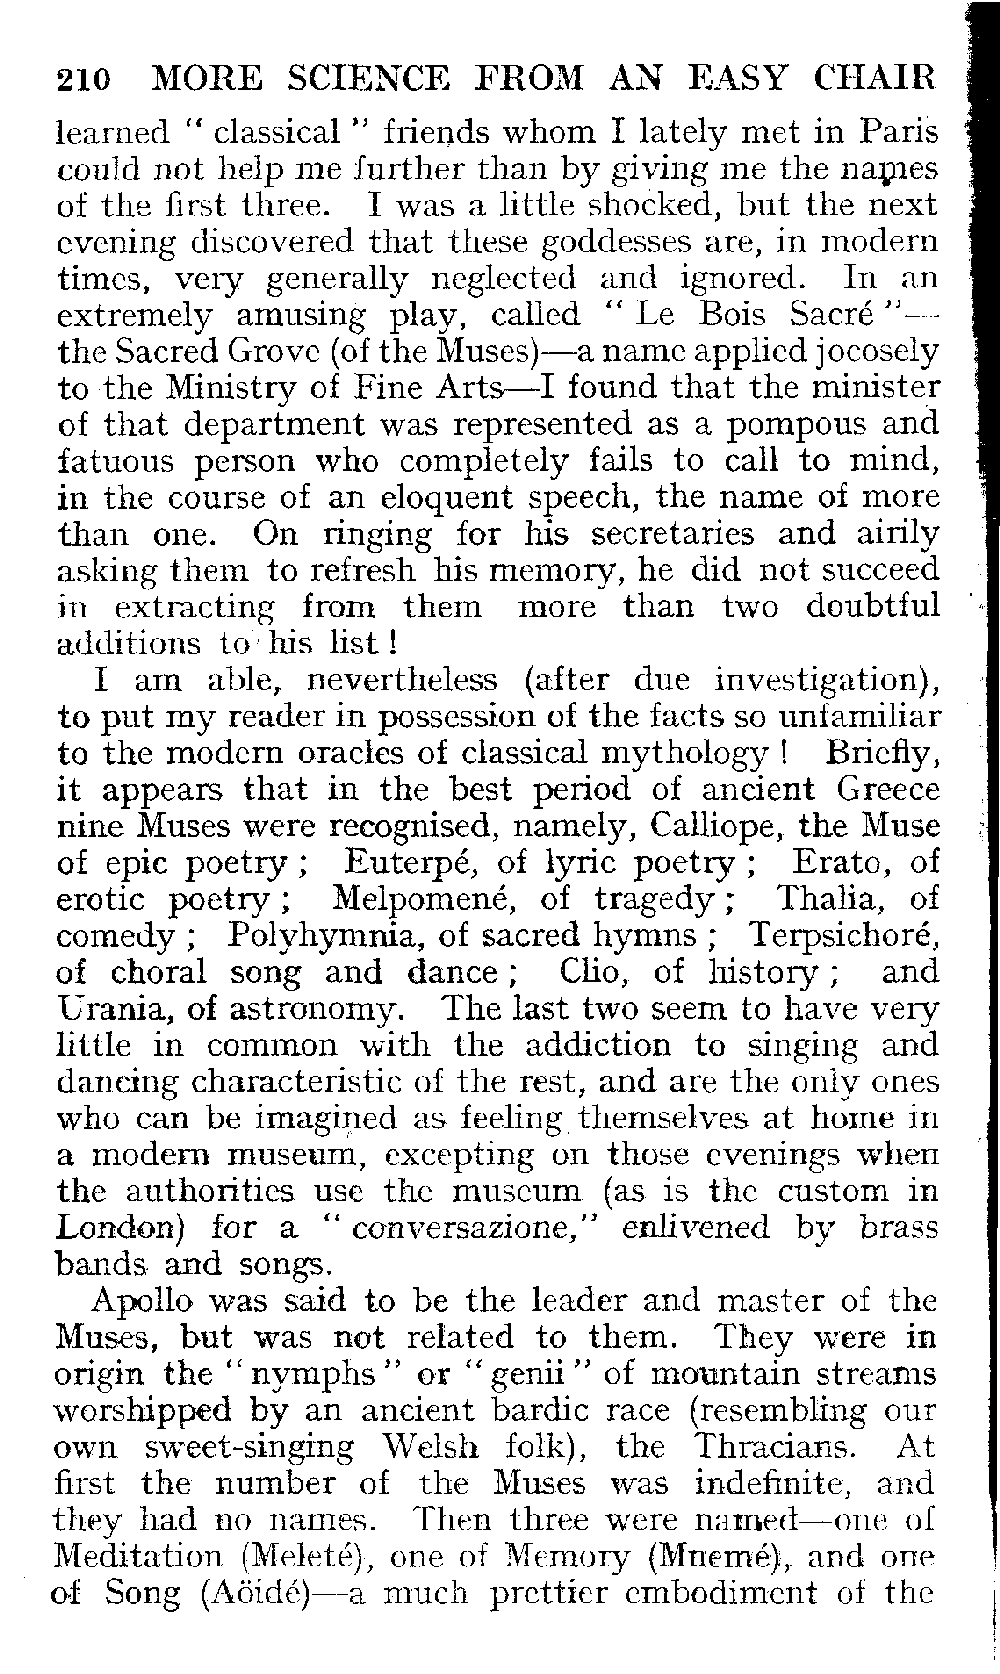 210 MORE SCIENCE FROM AN EASY CHAIR
learned " classical " friends whom I lately met in Paris
could not help me further than by giving me the names
of the first three. I was a little shocked, but the next
evening discovered that these goddesses are, in modern
times, very generally neglected and ignored. In an
extremely amusing play, called " Le Bois Sacré "—
the Sacred Grove (of the Muses)—a name applied jocosely
to the Ministry of Fine Arts—I found that the minister
of that department was represented as a pompous and
fatuous person who completely fails to call to mind,
in the course of an eloquent speech, the name of more
than one. On ringing for his secretaries and airily
asking them to refresh his memory, he did not succeed
in extracting from them more than two doubtful
additions to his list !
I am able, nevertheless (after due investigation),
to put my reader in possession of the facts so unfamiliar
to the modern oracles of classical mythology ! Briefly,
it appears that in the best period of ancient Greece
nine Muses were recognised, namely, Calliope, the Muse
of epic poetry ; Euterpé, of lyric poetry ; Erato, of
erotic poetry ; Melpomené, of tragedy ; Thalia, of
comedy ; Polyhymnia, of sacred hymns ; Terpsichoré,
of choral song and dance ; Clio, of history ; and
Urania, of astronomy. The last two seem to have very
little in common with the addiction to singing and
dancing characteristic of the rest, and are the only ones
who can be imagined as feeling themselves at home in
a modern museum, excepting on those evenings when
the authorities use the museum (as is the custom in
London) for a " conversazione," enlivened by brass
bands and songs.
Apollo was said to be the leader and master of the
Muses, but was not related to them. They were in
origin the " nymphs " or " genii " of mountain streams
worshipped by an ancient bardic race (resembling our
own sweet-singing Welsh folk), the Thracians. At
first the number of the Muses was indefinite, and
they had no names. Then three were named—one of
Meditation (Meleté), one of Memory (Mnemé), and one
of Song (Aöidé)—a much prettier embodiment of the